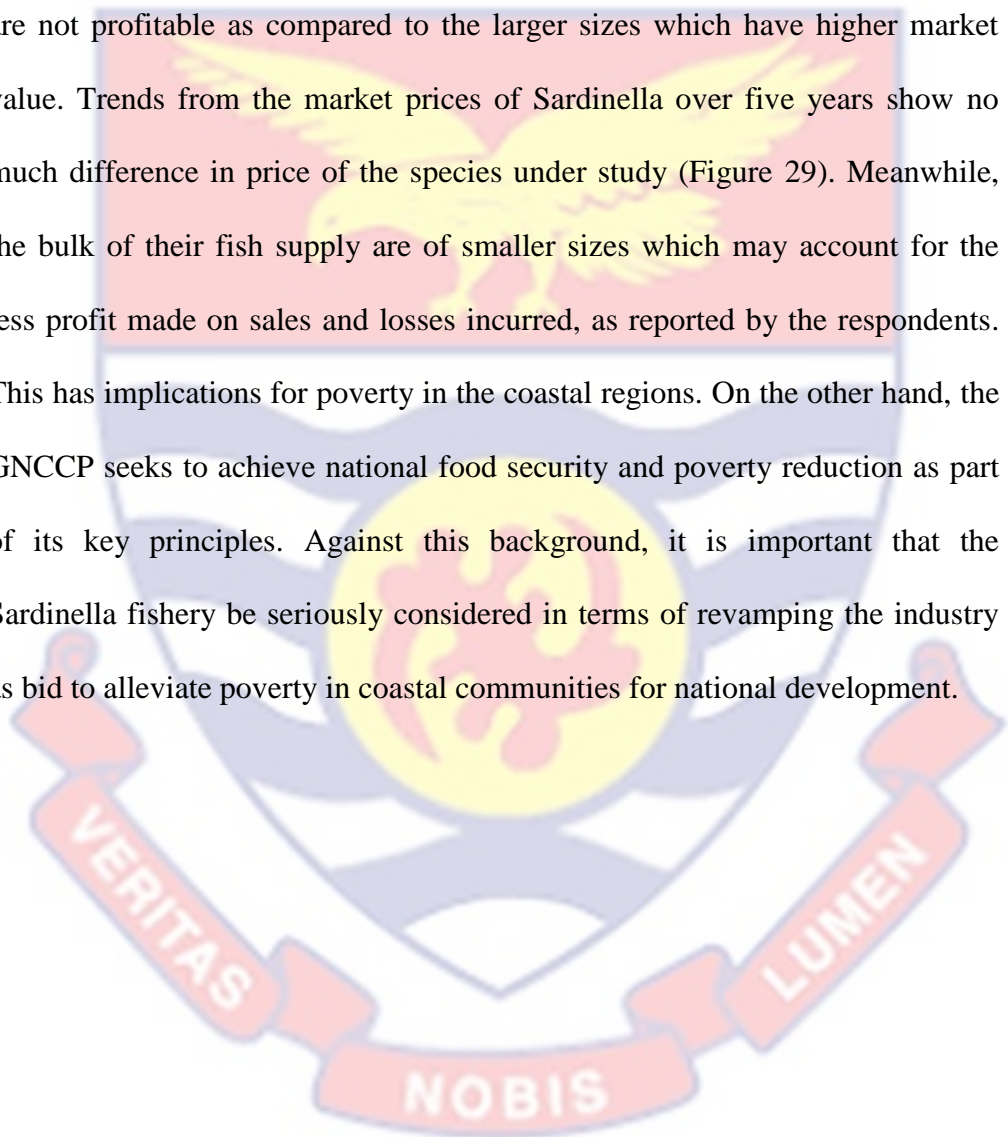 are not profitable as compared to the larger sizes which have higher market
value. Trends from the market prices of Sardinella over five years show no
much difference in price of the species under study (Figure 29). Meanwhile,
the bulk of their fish supply are of smaller sizes which may account for the
less profit made on sales and losses incurred, as reported by the respondents.
This has implications for poverty in the coastal regions. On the other hand, the
GNCCP seeks to achieve national food security and poverty reduction as part
of its key principles. Against this background, it is important that the
Sardinella fishery be seriously considered in terms of revamping the industry
as bid to alleviate poverty in coastal communities for national development.
VERITAS
NOBIS
LUMEN